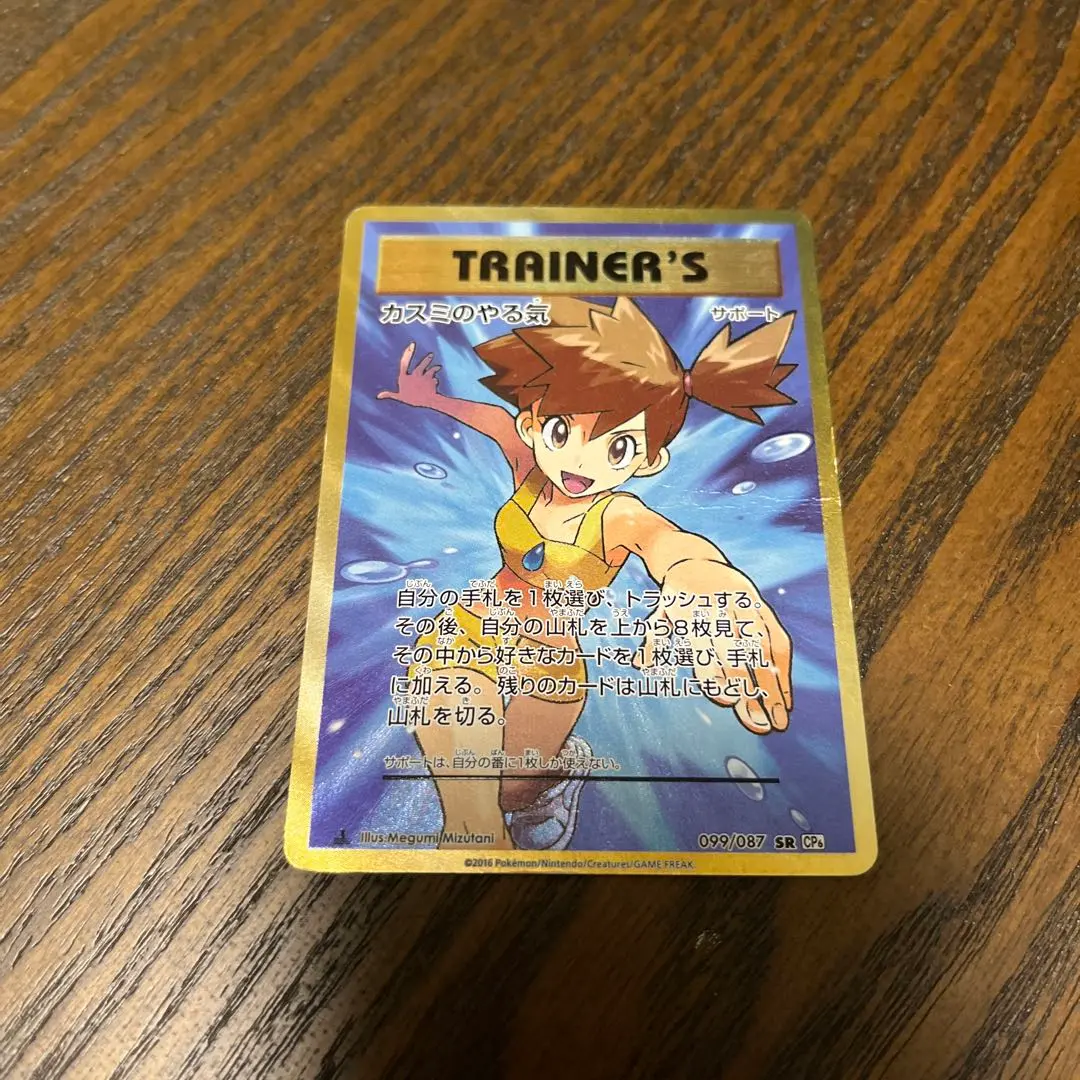 TRAINER'S
カスミのやる気
サポート
自分の手札を1枚選び、トラッシュする。
その後、自分の山札を上から8枚見て、
その中から好きなカードを1枚選び、手札
に加える。残りのカードは山札にもどし、
山札を切る。
サポートは、自分の番に1枚しか使えない。
Illus.Megumi Mizutani
099/087 SR CP6
©2016 Pokémon/Nintendo/Creatures/GAME FREAK.